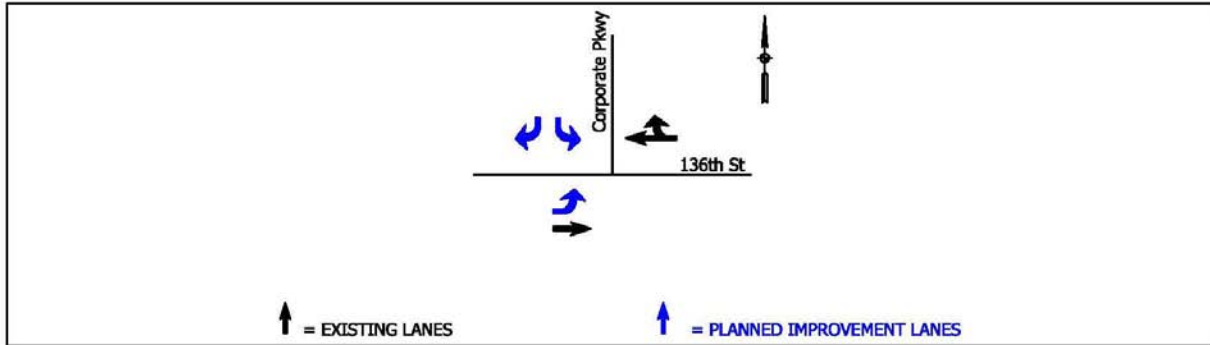 Corporate Pkwy
136th St
= EXISTING LANES
= PLANNED IMPROVEMENT LANES